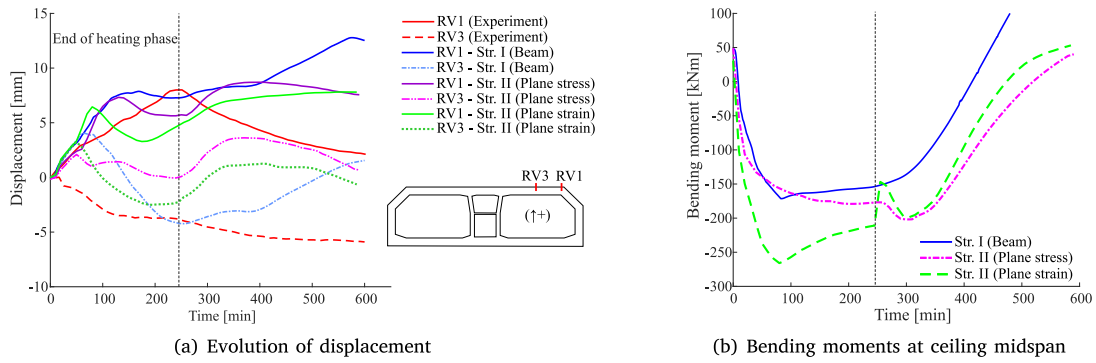 15
10
5
0
-5
-10
Displacement [mm]
0
100
200
300
400
500
600
Time [min]
End of heating phase
RV1 (Experiment)
RV3 (Experiment)
RV1 - Str. I (Beam)
RV3 - Str. I (Beam)
RV1 - Str. II (Plane stress)
RV3 - Str. II (Plane stress)
RV1 - Str. II (Plane strain)
RV3 - Str. II (Plane strain)
RV3 RV1
(↑+)
(a) Evolution of displacement
100
50
0
-50
-100
-150
-200
-250
-300
Bending moment [kNm]
0
100
200
300
400
500
600
Time [min]
Str. I (Beam)
Str. II (Plane stress)
Str. II (Plane strain)
(b) Bending moments at ceiling midspan